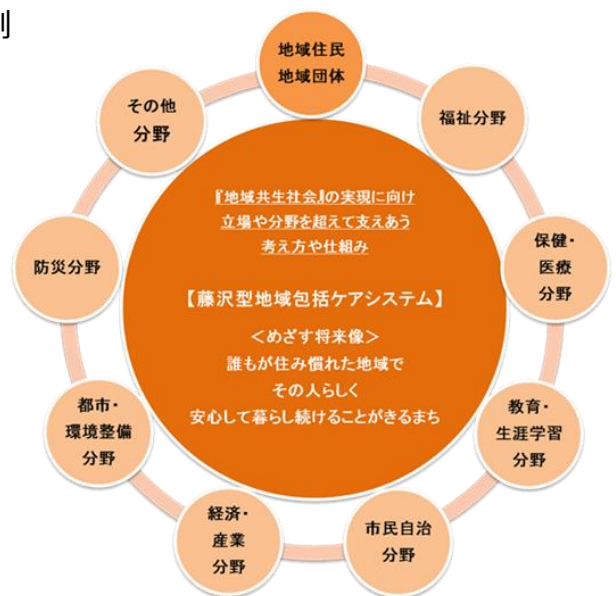 地域住民
地域団体
その他
分野
福祉分野
『地域共生社会』の実現に向け
立場や分野を超えて支えあう
考え方や仕組み
保健・
医療
分野
防災分野
【藤沢型地域包括ケアシステム】
＜めざす将来像＞
誰もが住み慣れた地域で
その人らしく
安心して暮らし続けることがきるまち
都市・
環境整備
分野
教育・
生涯学習
分野
経済・
産業
分野
市民自治
分野